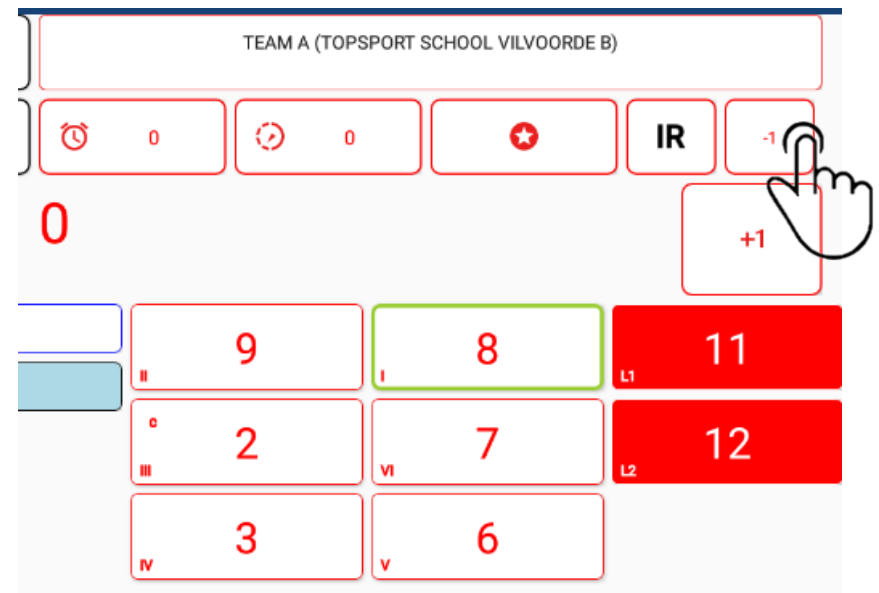 TEAM A (TOPSPORT SCHOOL VILVOORDE B)
0 0 IR -1
0 +1
9 8 11
II I L1
C
2 7 12
III VI L2
3 6
IV V